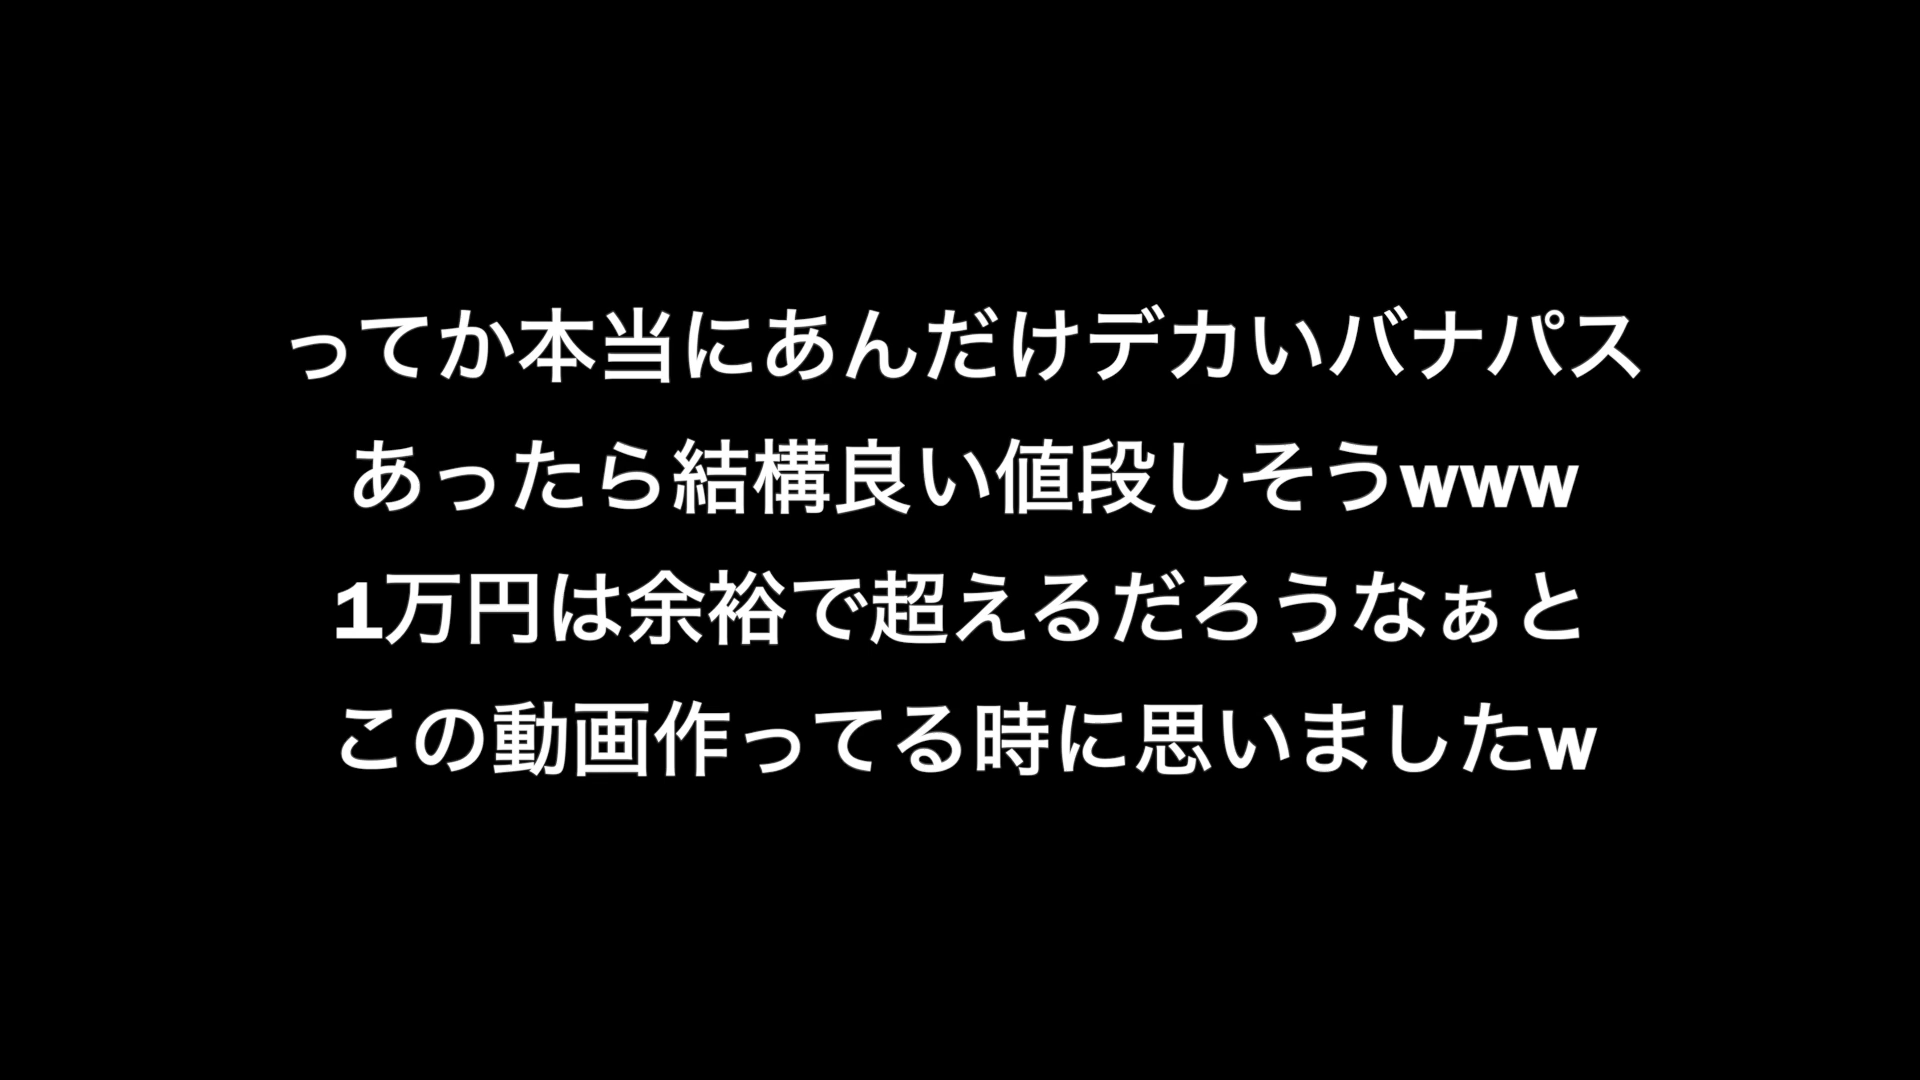 ってか本当にあんだけデカいバナパス
あったら結構良い値段しそうwww
1万円は余裕で超えるだろうなぁと
この動画作ってる時に思いましたw